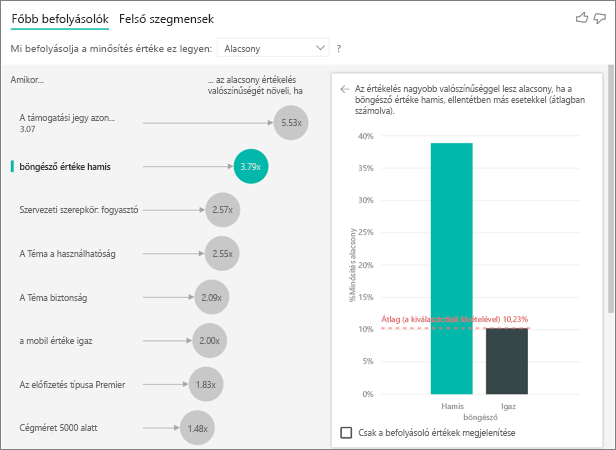 Főbb befolyásolók Felső szegmensek
Mi befolyásolja a minősítés értéke ez legyen: Alacsony ?
Amikor...
... az alacsony értékelés
valószínűségét növeli, ha
A támogatási jegy azon...
3.07
5.53x
böngésző értéke hamis
3.79x
Szervezeti szerepkör: fogyasztó
2.57x
A Téma a használhatóság
2.55x
A Téma biztonság
2.09x
a mobil értéke igaz
2.00x
Az előfizetés típusa Premier
1.83x
Cégméret 5000 alatt
1.48x
Az értékelés nagyobb valószínűséggel lesz alacsony, ha a
böngésző értéke hamis, ellentétben más esetekkel (átlagban
számolva).
40%
35%
30%
25%
20%
15%
10%
5%
0%
%Minősítés alacsony
Átlag (a kiválasztottak kivételével) 10,23%
Hamis
Igaz
böngésző
Csak a befolyásoló értékek megjelenítése